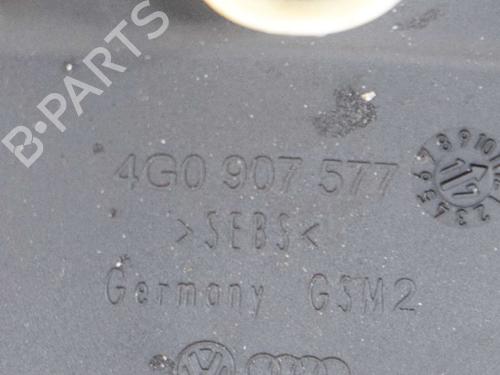 B-PARTS
4G0 907 577
>SEBS<
Germany GSM2